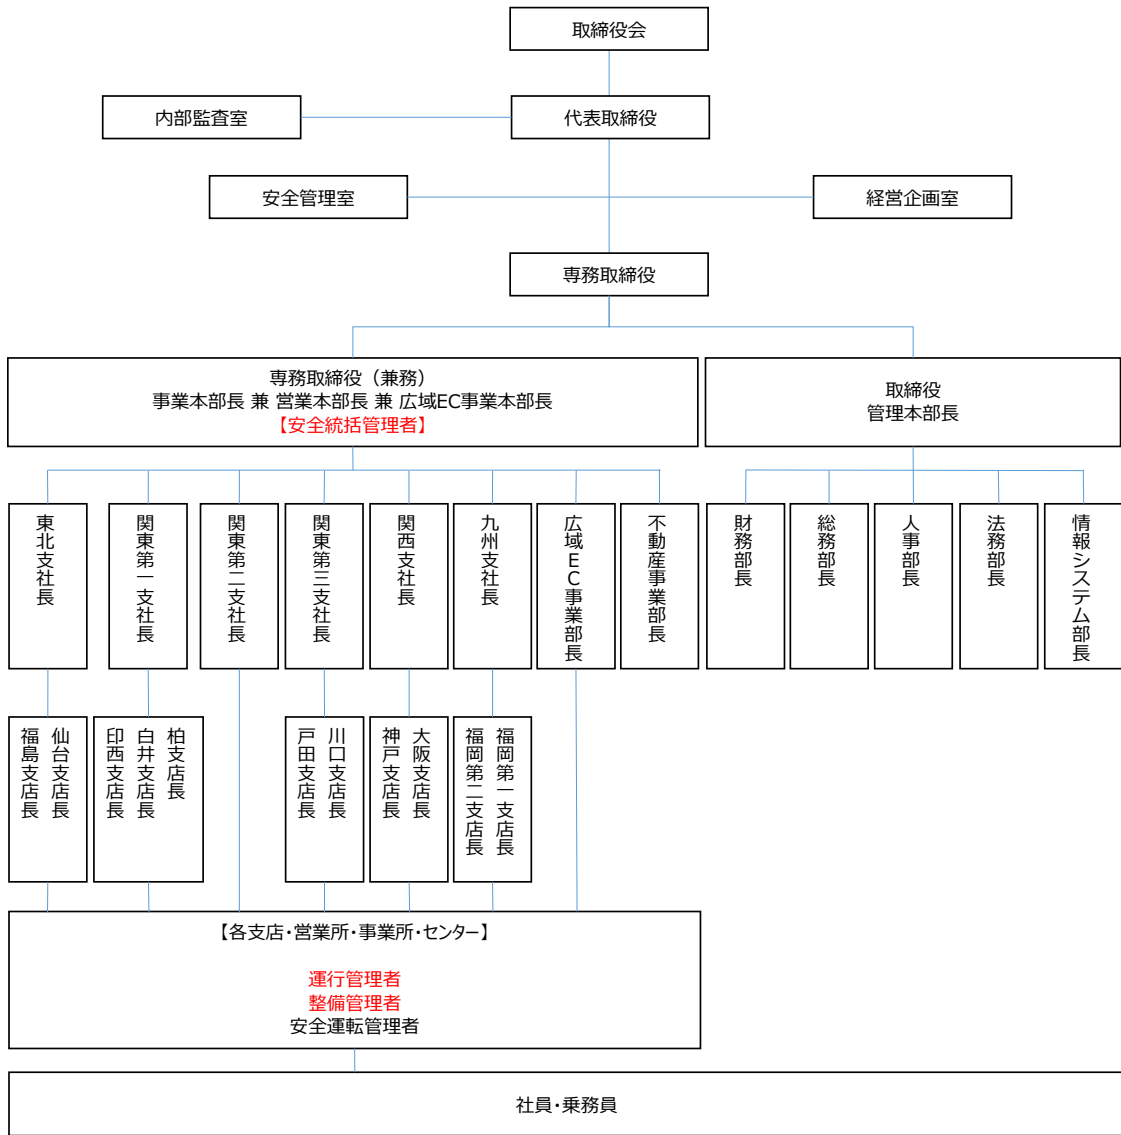 取締役会
内部監査室
代表取締役
安全管理室
経営企画室
専務取締役
専務取締役（兼務）
事業本部長 兼 営業本部長 兼 広域EC事業本部長
【安全統括管理者】
取締役
管理本部長
東北支社長
関東第一支社長
関東第二支社長
関東第三支社長
関西支社長
九州支社長
広域EC事業部長
不動産事業部長
財務部長
総務部長
人事部長
法務部長
情報システム部長
仙台支店長
福島支店長
柏支店長
白井支店長
印西支店長
川口支店長
戸田支店長
大阪支店長
神戸支店長
福岡第一支店長
福岡第二支店長
【各支店・営業所・事業所・センター】
運行管理者
整備管理者
安全運転管理者
社員・乗務員